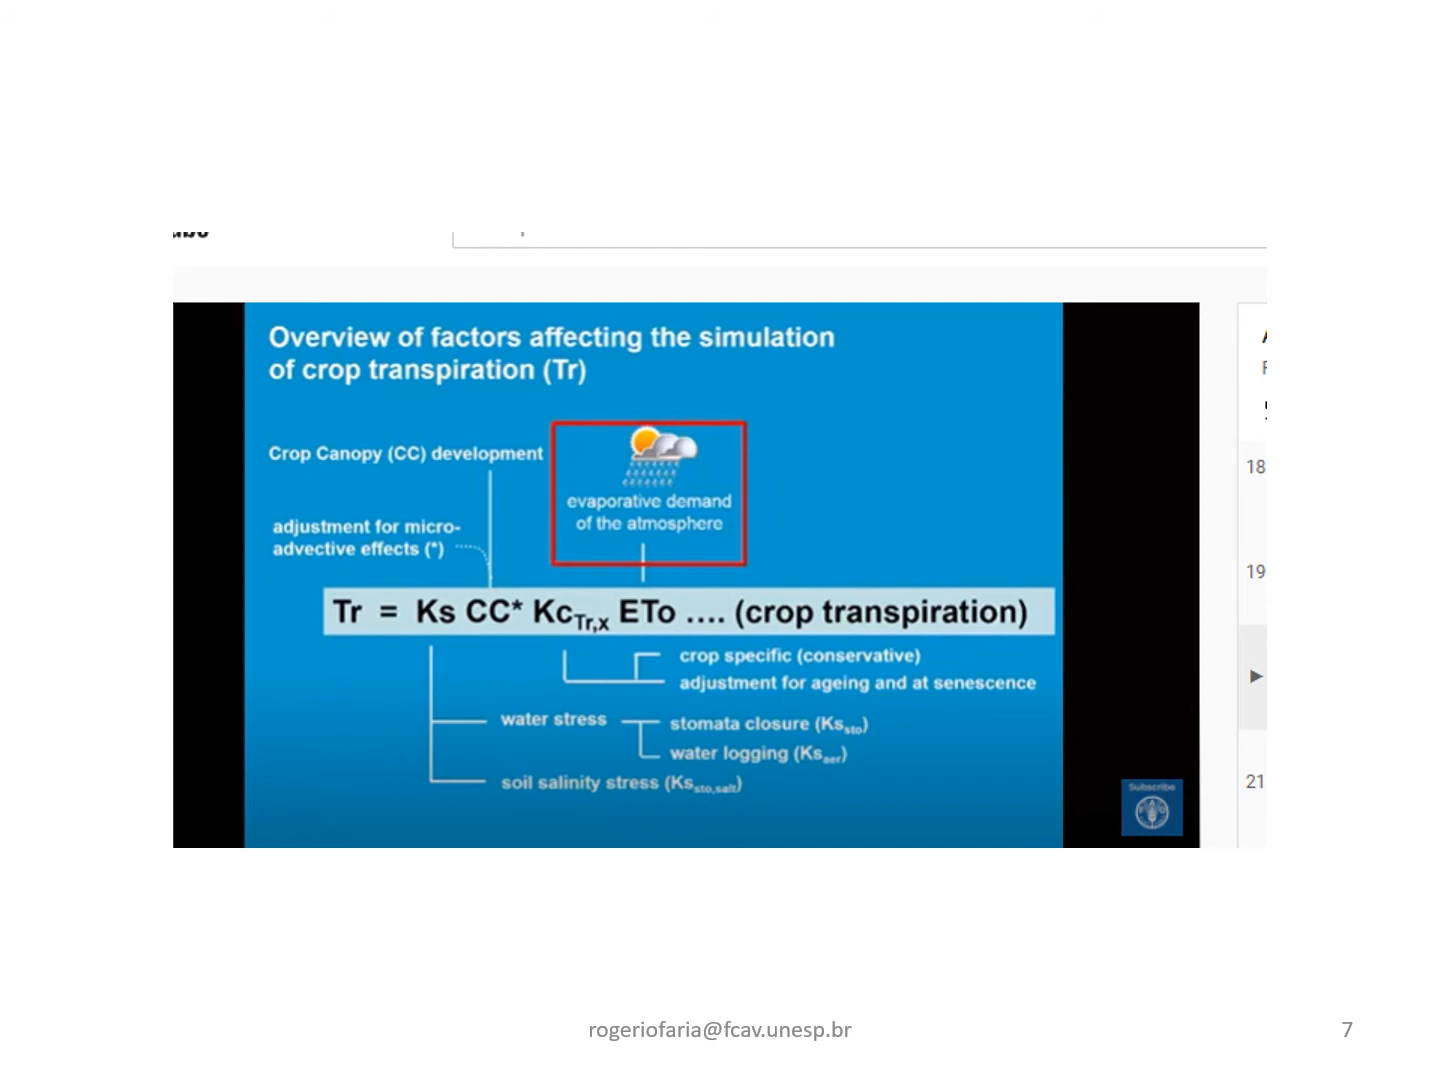 Overview of factors affecting the simulation
of crop transpiration (Tr)
Crop Canopy (CC) development
evaporative demand
of the atmosphere
adjustment for micro-
advective effects (*)
Tr = Ks CC* KcTr,x ETo .... (crop transpiration)
crop specific (conservative)
adjustment for ageing and at senescence
water stress
stomata closure (Kssto)
water logging (Ksaer)
soil salinity stress (Kssto,salt)
18
19
21
Subscribe
rogeriofaria@fcav.unesp.br
7